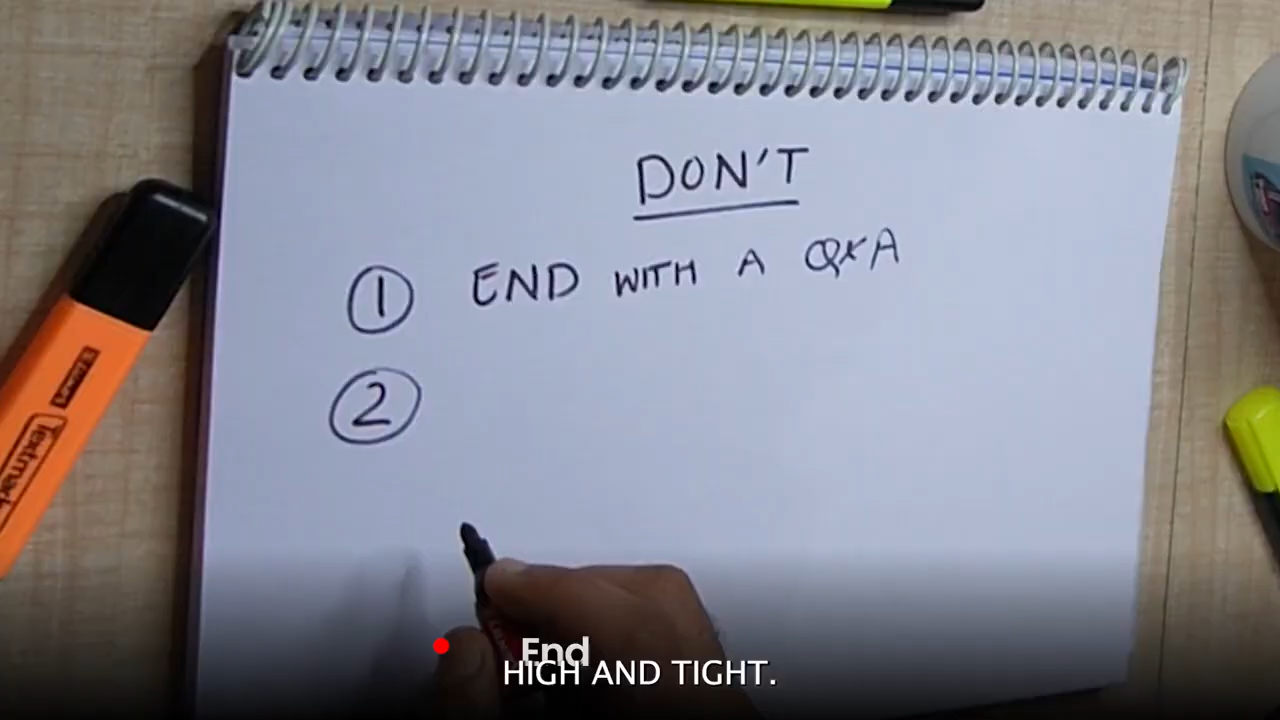 DON'T
1 END WITH A Q&A
2
Textmark
End
HIGH AND TIGHT.